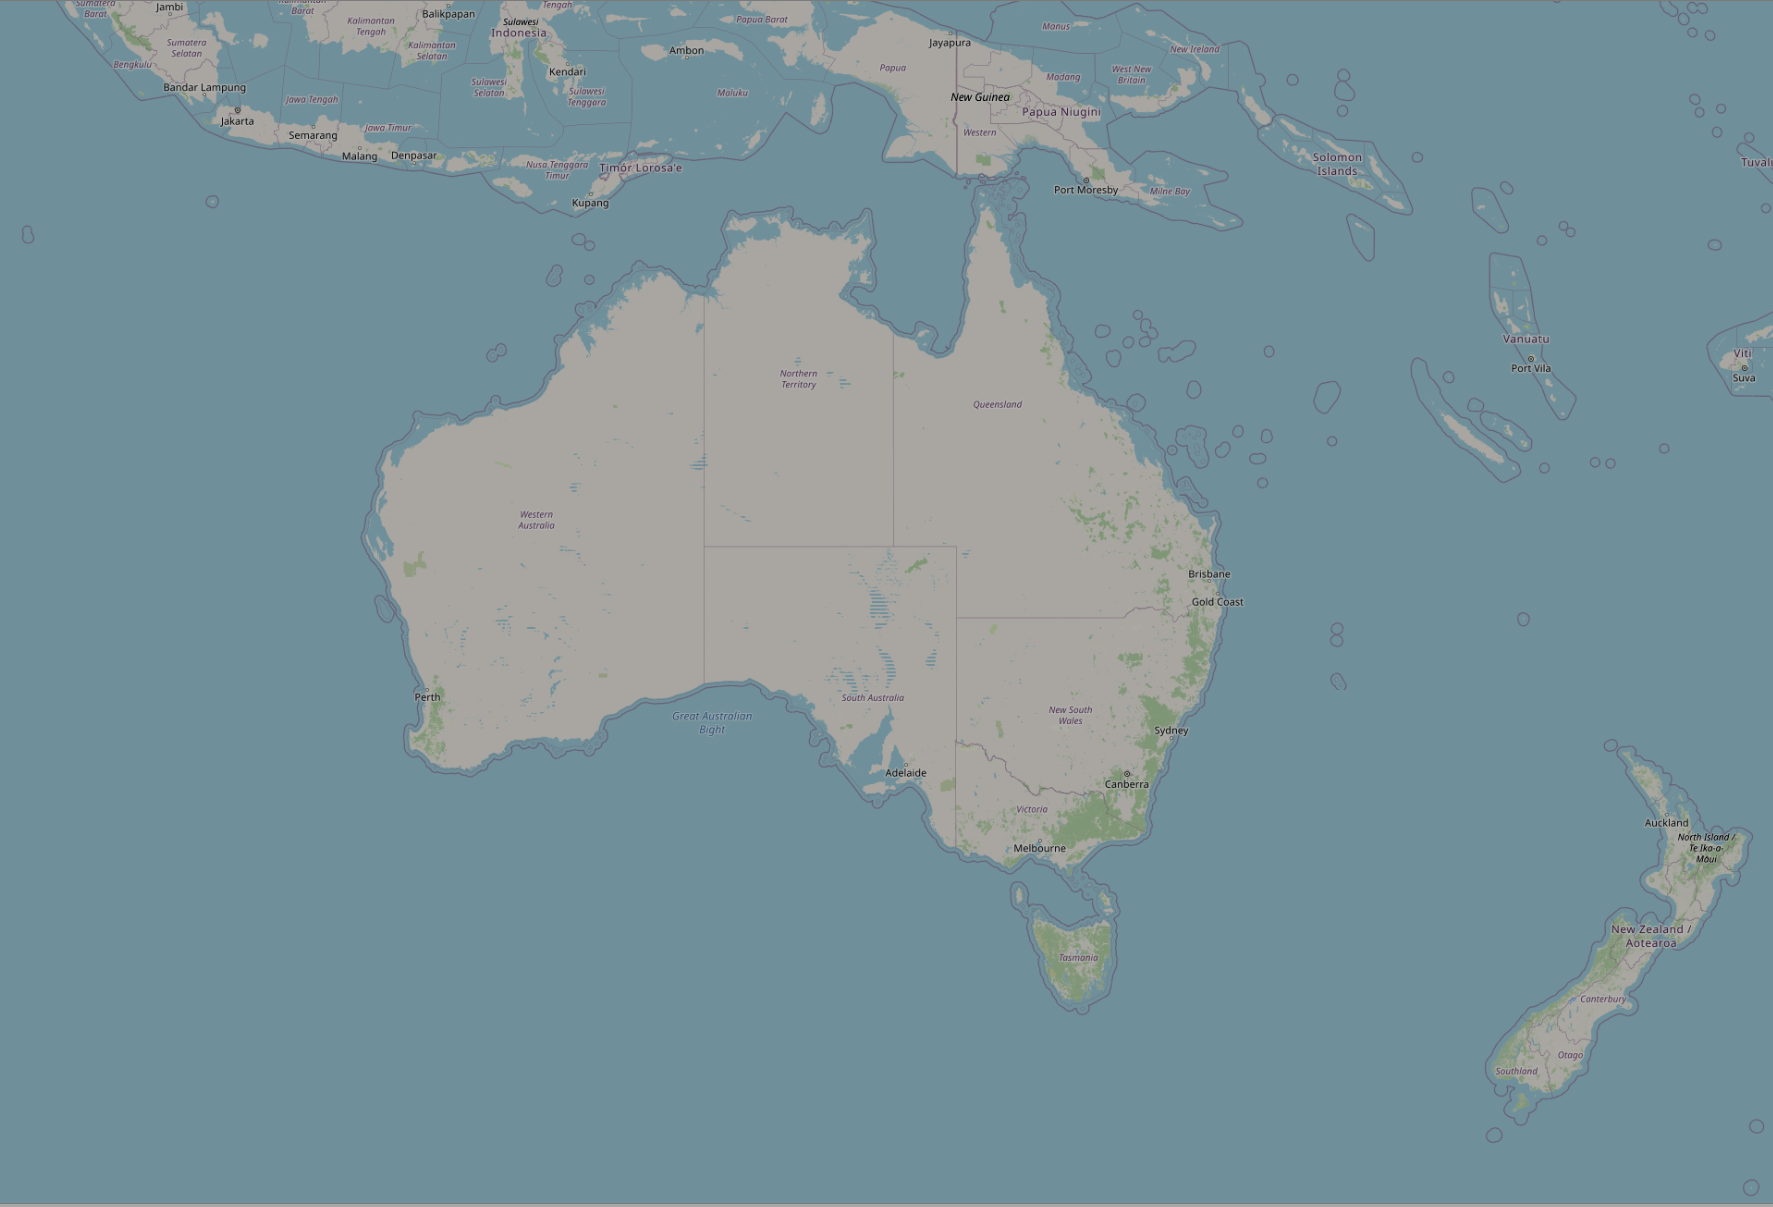 Sumatera
Barat
Jambi
Kalimantan
Barat
Kalimantan
Tengah
Balikpapan
Sulawesi
Indonesia
Tengah
Papua Barat
Manus
Sumatera
Selatan
Kalimantan
Selatan
Ambon
Jayapura
New Ireland
Bengkulu
Kendari
Papua
Madang
West New
Britain
Bandar Lampung
Sulawesi
Selatan
Sulawesi
Tenggara
Maluku
New Guinea
Jawa Tengah
Papua Niugini
Jakarta
Semarang
Jawa Timur
Western
Malang
Denpasar
Nusa Tenggara
Timur
Timór Lorosa'e
Solomon
Islands
Tuvalu
Kupang
Port Moresby
Milne Bay
Vanuatu
Port Vila
Viti
Suva
Northern
Territory
Queensland
Western
Australia
Brisbane
Gold Coast
Perth
South Australia
Great Australian
Bight
New South
Wales
Sydney
Adelaide
Canberra
Victoria
Melbourne
Auckland
North Island /
Te Ika-a-
Māui
Tasmania
New Zealand /
Aotearoa
Canterbury
Otago
Southland